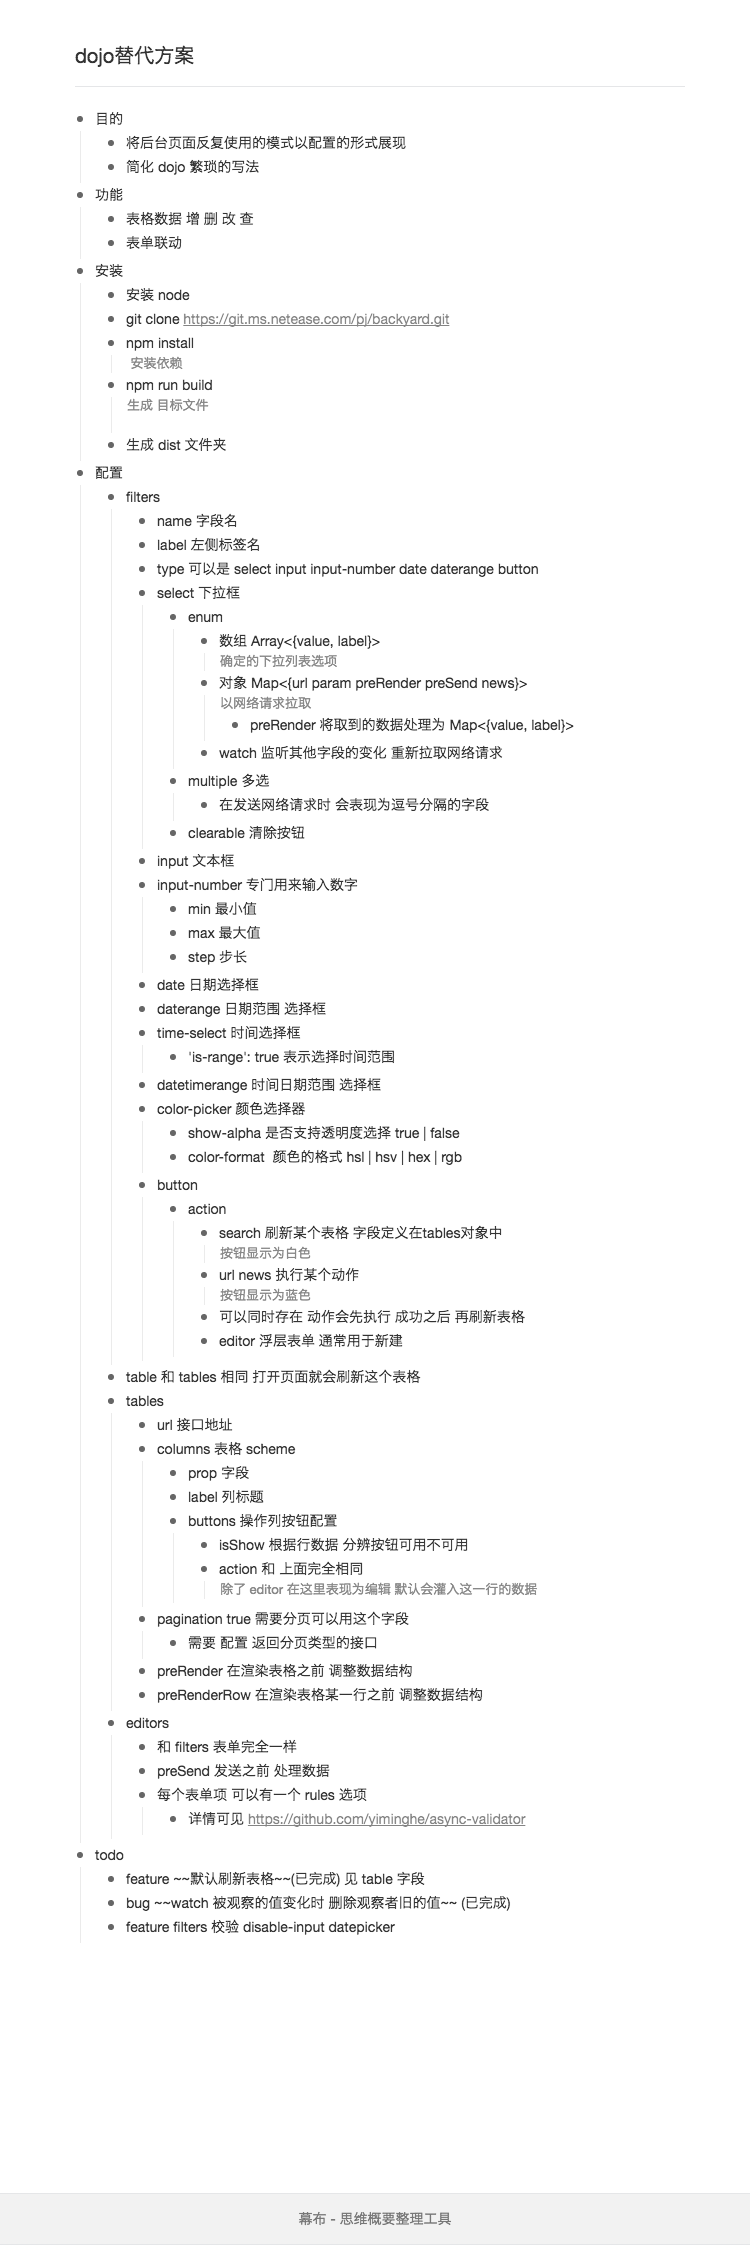 dojo替代方案
目的
将后台页面反复使用的模式以配置的形式展现
简化 dojo 繁琐的写法
功能
表格数据 增 删 改 查
表单联动
安装
安装 node
git clone https://git.ms.netease.com/pj/backyard.git
npm install
安装依赖
npm run build
生成 目标文件
生成 dist 文件夹
配置
filters
name 字段名
label 左侧标签名
type 可以是 select input input-number date daterange button
select 下拉框
enum
数组 Array<{value, label}>
确定的下拉列表选项
对象 Map<{url param preRender preSend news}>
以网络请求拉取
preRender 将取到的数据处理为 Map<{value, label}>
watch 监听其他字段的变化 重新拉取网络请求
multiple 多选
在发送网络请求时 会表现为逗号分隔的字段
clearable 清除按钮
input 文本框
input-number 专门用来输入数字
min 最小值
max 最大值
step 步长
date 日期选择框
daterange 日期范围 选择框
time-select 时间选择框
'is-range': true 表示选择时间范围
datetimerange 时间日期范围 选择框
color-picker 颜色选择器
show-alpha 是否支持透明度选择 true | false
color-format  颜色的格式 hsl | hsv | hex | rgb
button
action
search 刷新某个表格 字段定义在tables对象中
按钮显示为白色
url news 执行某个动作
按钮显示为蓝色
可以同时存在 动作会先执行 成功之后 再刷新表格
editor 浮层表单 通常用于新建
table 和 tables 相同 打开页面就会刷新这个表格
tables
url 接口地址
columns 表格 scheme
prop 字段
label 列标题
buttons 操作列按钮配置
isShow 根据行数据 分辨按钮可用不可用
action 和 上面完全相同
除了 editor 在这里表现为编辑 默认会灌入这一行的数据
pagination true 需要分页可以用这个字段
需要 配置 返回分页类型的接口
preRender 在渲染表格之前 调整数据结构
preRenderRow 在渲染表格某一行之前 调整数据结构
editors
和 filters 表单完全一样
preSend 发送之前 处理数据
每个表单项 可以有一个 rules 选项
详情可见 https://github.com/yiminghe/async-validator
todo
feature ~~默认刷新表格~~(已完成) 见 table 字段
bug ~~watch 被观察的值变化时 删除观察者旧的值~~ (已完成)
feature filters 校验 disable-input datepicker
幕布 - 思维概要整理工具